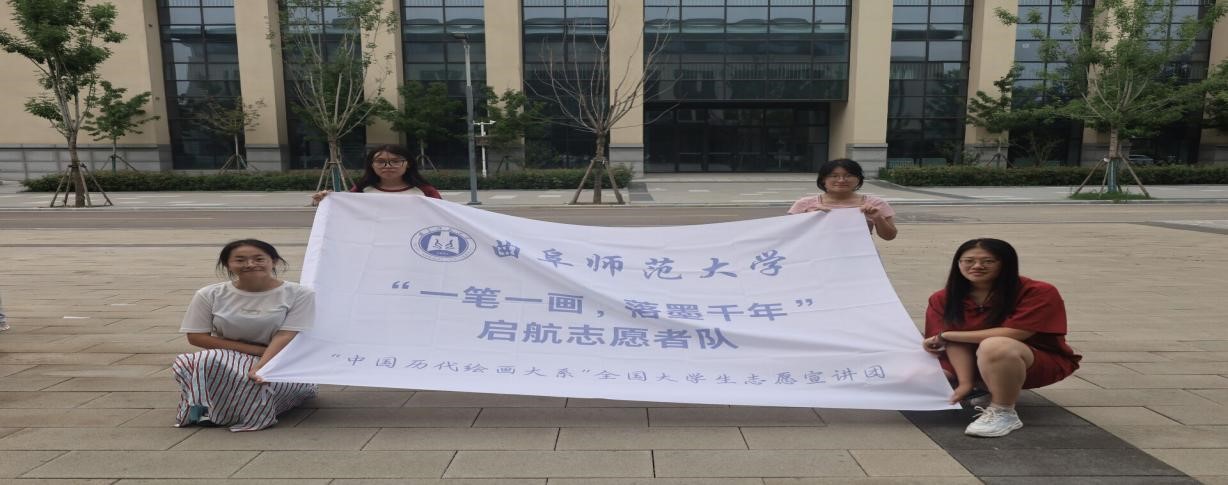 曲阜师范大学
“一笔一画,落墨千年”
启航志愿者队
“中国历代绘画大系”全国大学生志愿宣讲团